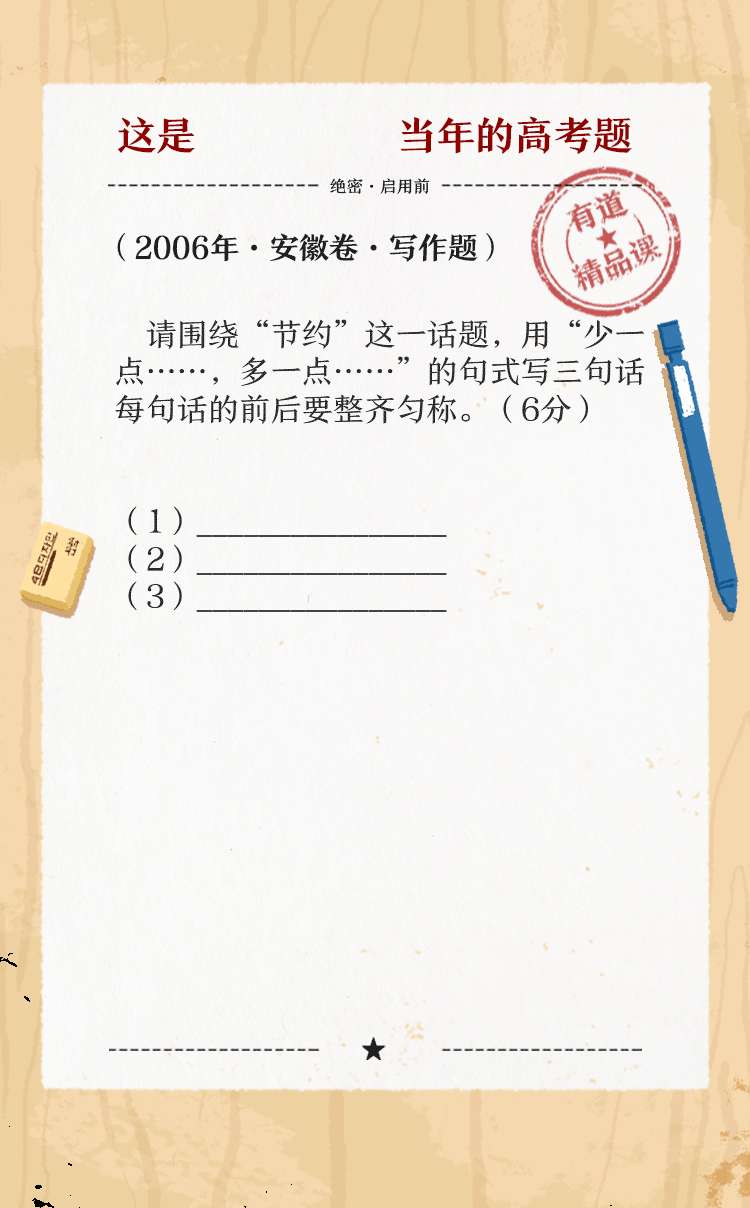 这是 当年的高考题
绝密·启用前
有道
精品课
（2006年·安徽卷·写作题）
请围绕“节约”这一话题，用“少一
点……，多一点……”的句式写三句话
每句话的前后要整齐匀称。（6分）
（1）________________
（2）________________
（3）________________